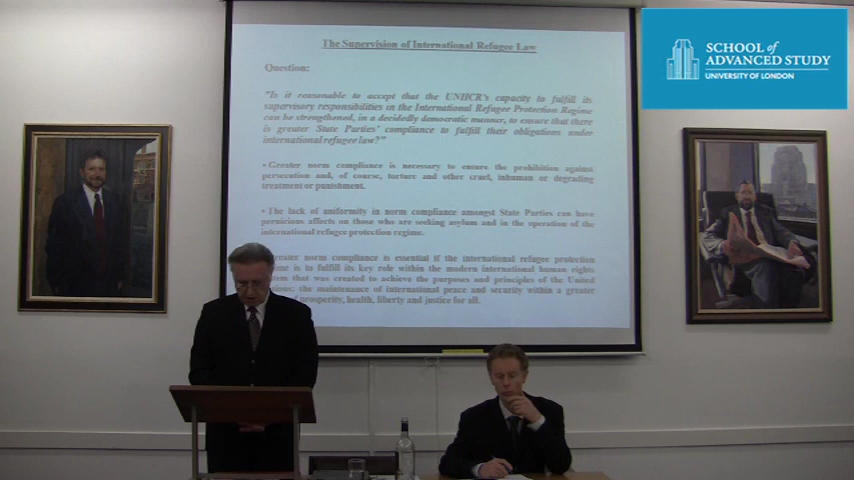 The Supervision of International Refugee Law
SCHOOL of
ADVANCED STUDY
UNIVERSITY OF LONDON
Question:
"Is it reasonable to accept that the UNHCR's capacity to fulfill its
supervisory responsibilities in the International Refugee Protection Regime
can be strengthened, in a decidedly democratic manner, to ensure that there
is greater State Parties' compliance to fulfill their obligations under
international refugee law?"
• Greater norm compliance is necessary to ensure the prohibition against
persecution and, of course, torture and other cruel, inhuman or degrading
treatment or punishment.
• The lack of uniformity in norm compliance amongst State Parties can have
pernicious affects on those who are seeking asylum and in the operation of the
international refugee protection regime.
reater norm compliance is essential if the international refugee protection
me is to fulfill its key role within the modern international human rights
tem that was created to achieve the purposes and principles of the United
tions: the maintenance of international peace and security within a greater
of prosperity, health, liberty and justice for all.